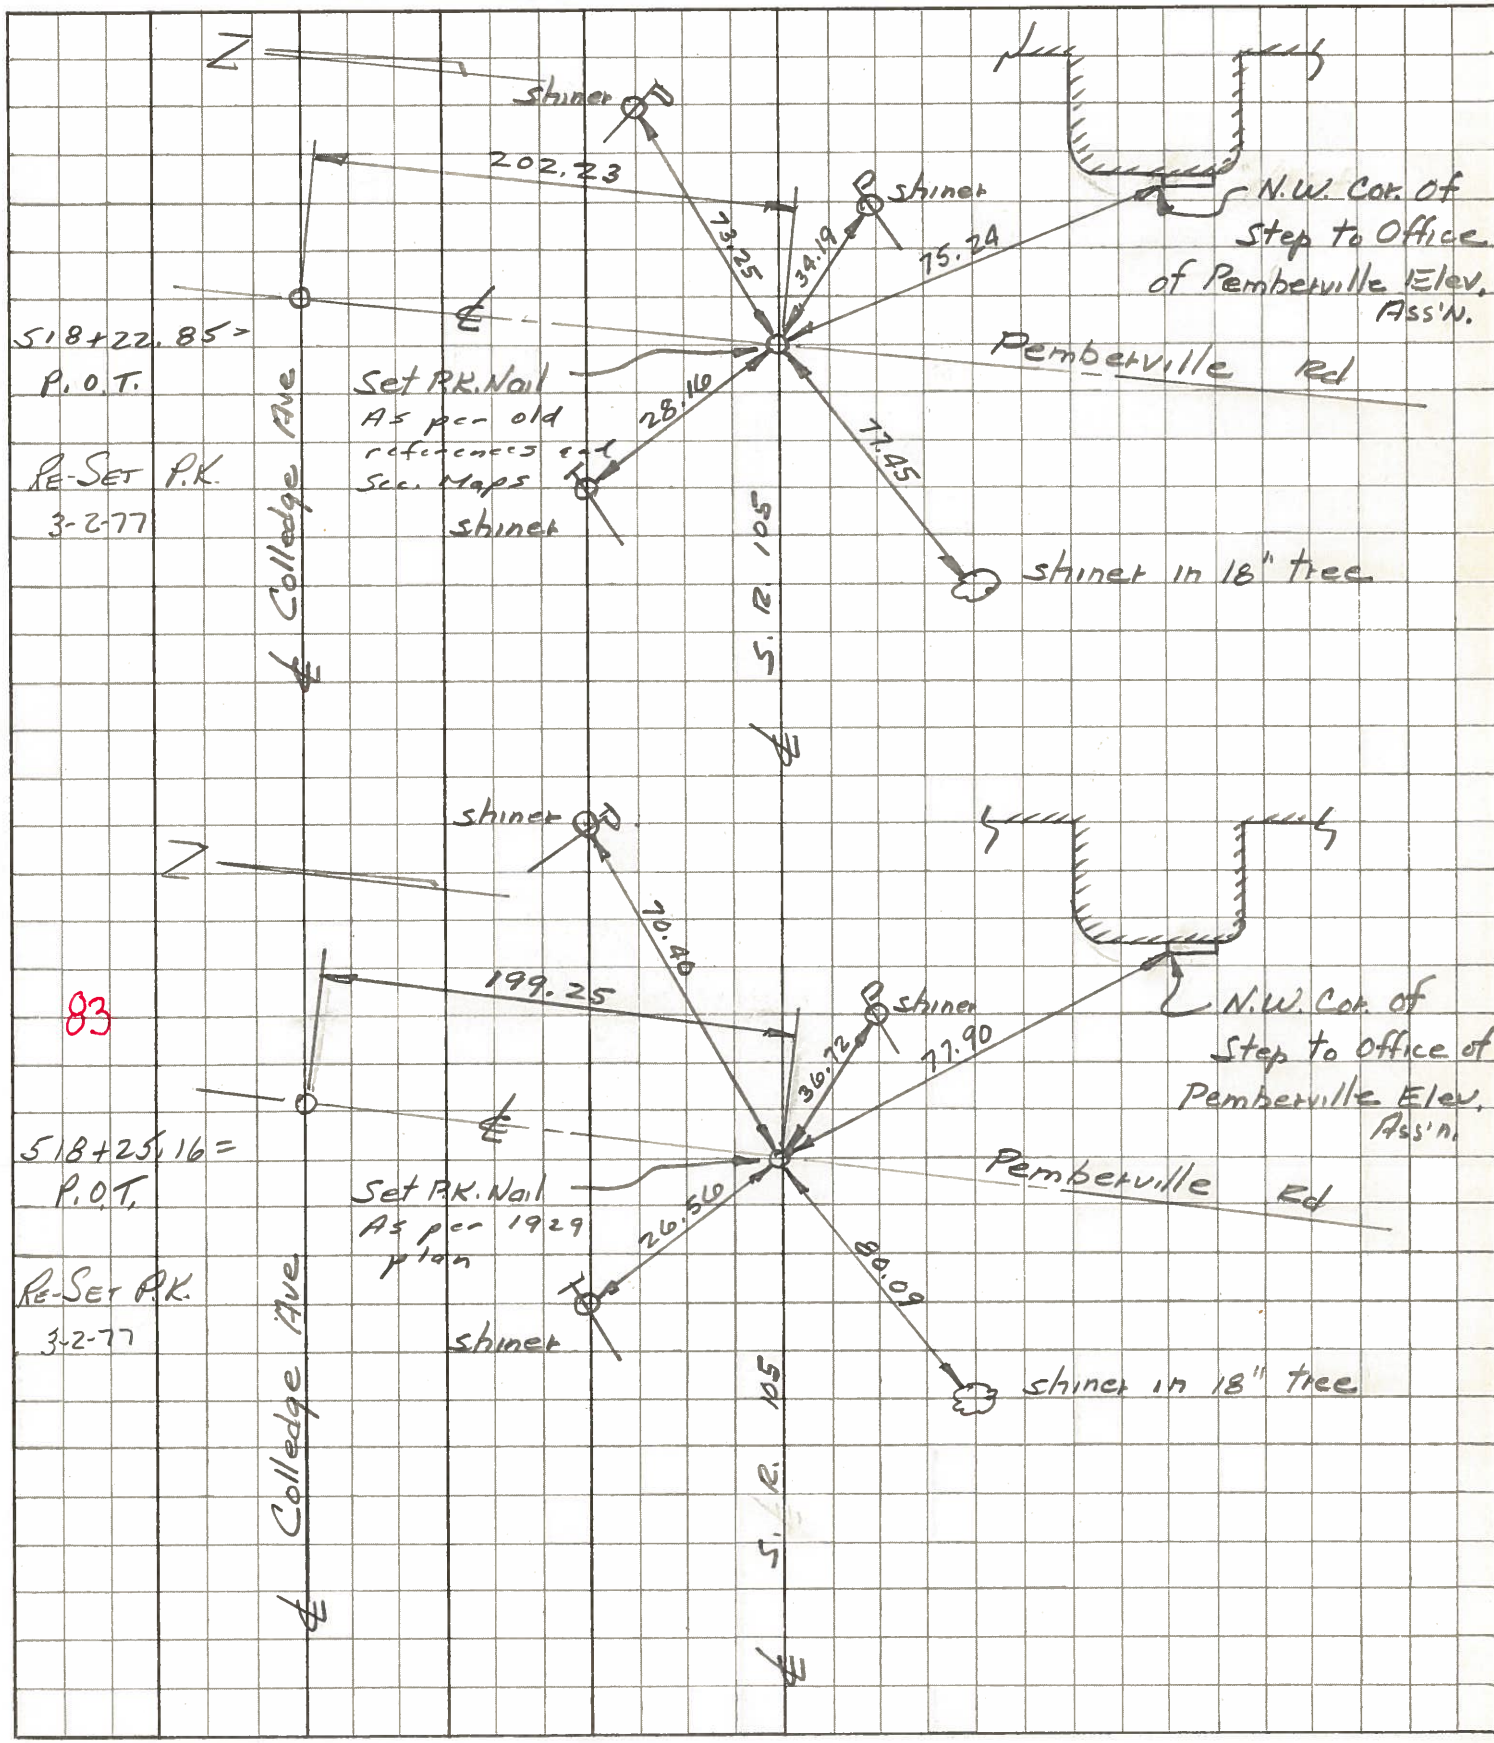 N
shiner
202.23
73.25
34.19
shiner
75.24
N.W. Cor. of
Step to Office
of Pemberville Elev.
Ass'n.
℄
518+22.85=
P.O.T.
Set P.K. Nail
As per old
references and
Sec. Maps
28.16
shiner
Pemberville Rd
77.45
RE-SET P.K.
3-2-77
℄ Colledge Ave
S. R. 105
℄
shiner in 18" tree
N
shiner
70.40
199.25
36.72
shiner
77.90
N.W. Cor. of
Step to Office of
Pemberville Elev.
Ass'n.
83
℄
518+25.16=
P.O.T.
Set P.K. Nail
As per 1929
plan
26.56
shiner
Pemberville Rd
80.09
RE-SET P.K.
3-2-77
℄ Colledge Ave
S. R. 105
℄
shiner in 18" tree